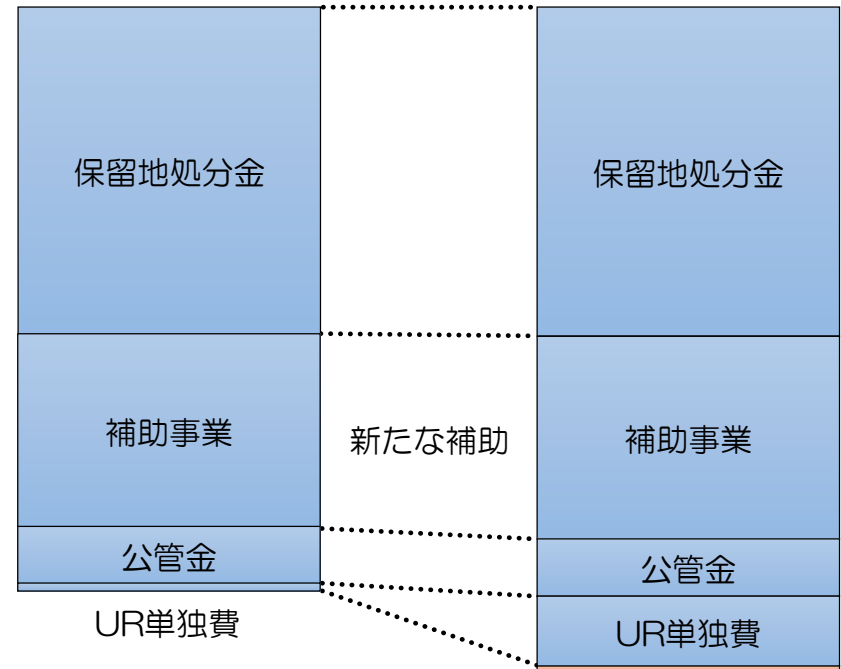 保留地処分金
補助事業
公管金
UR単独費
新たな補助
保留地処分金
補助事業
公管金
UR単独費